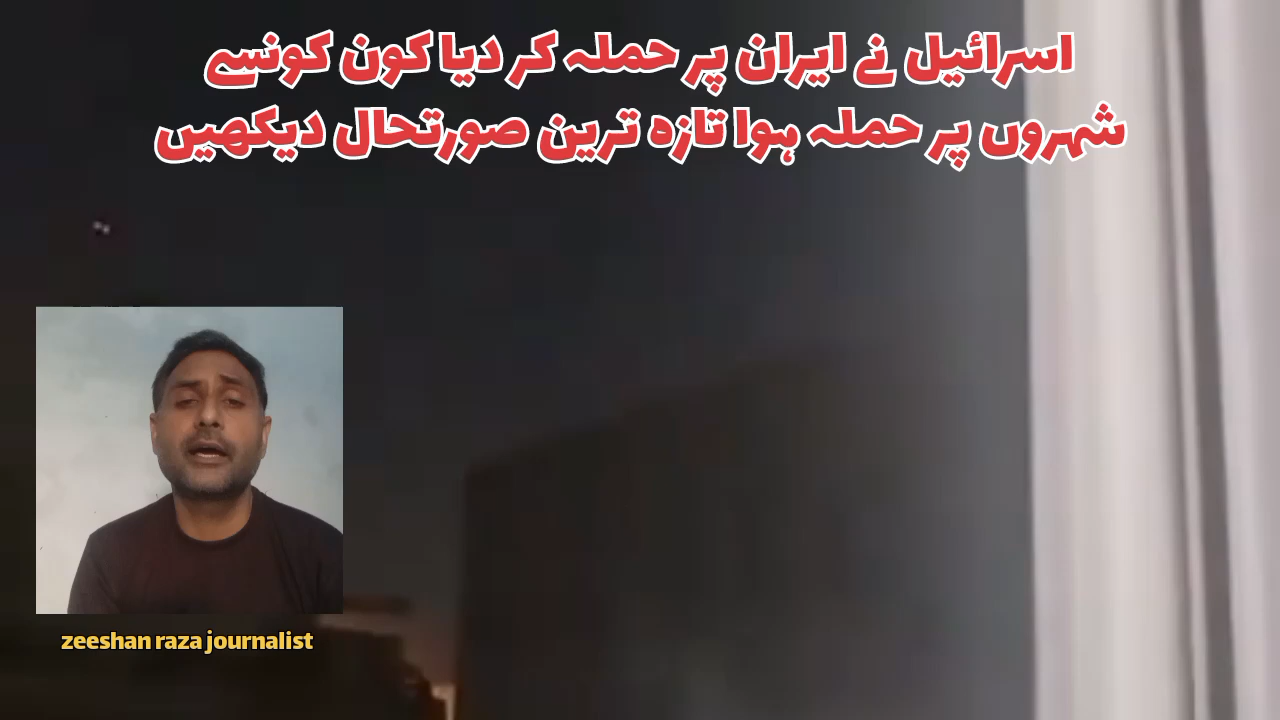 اسرائیل نے ایران پر حملہ کر دیا کون کونسے
شہروں پر حملہ ہوا تازہ ترین صورتحال دیکھیں
zeeshan raza journalist